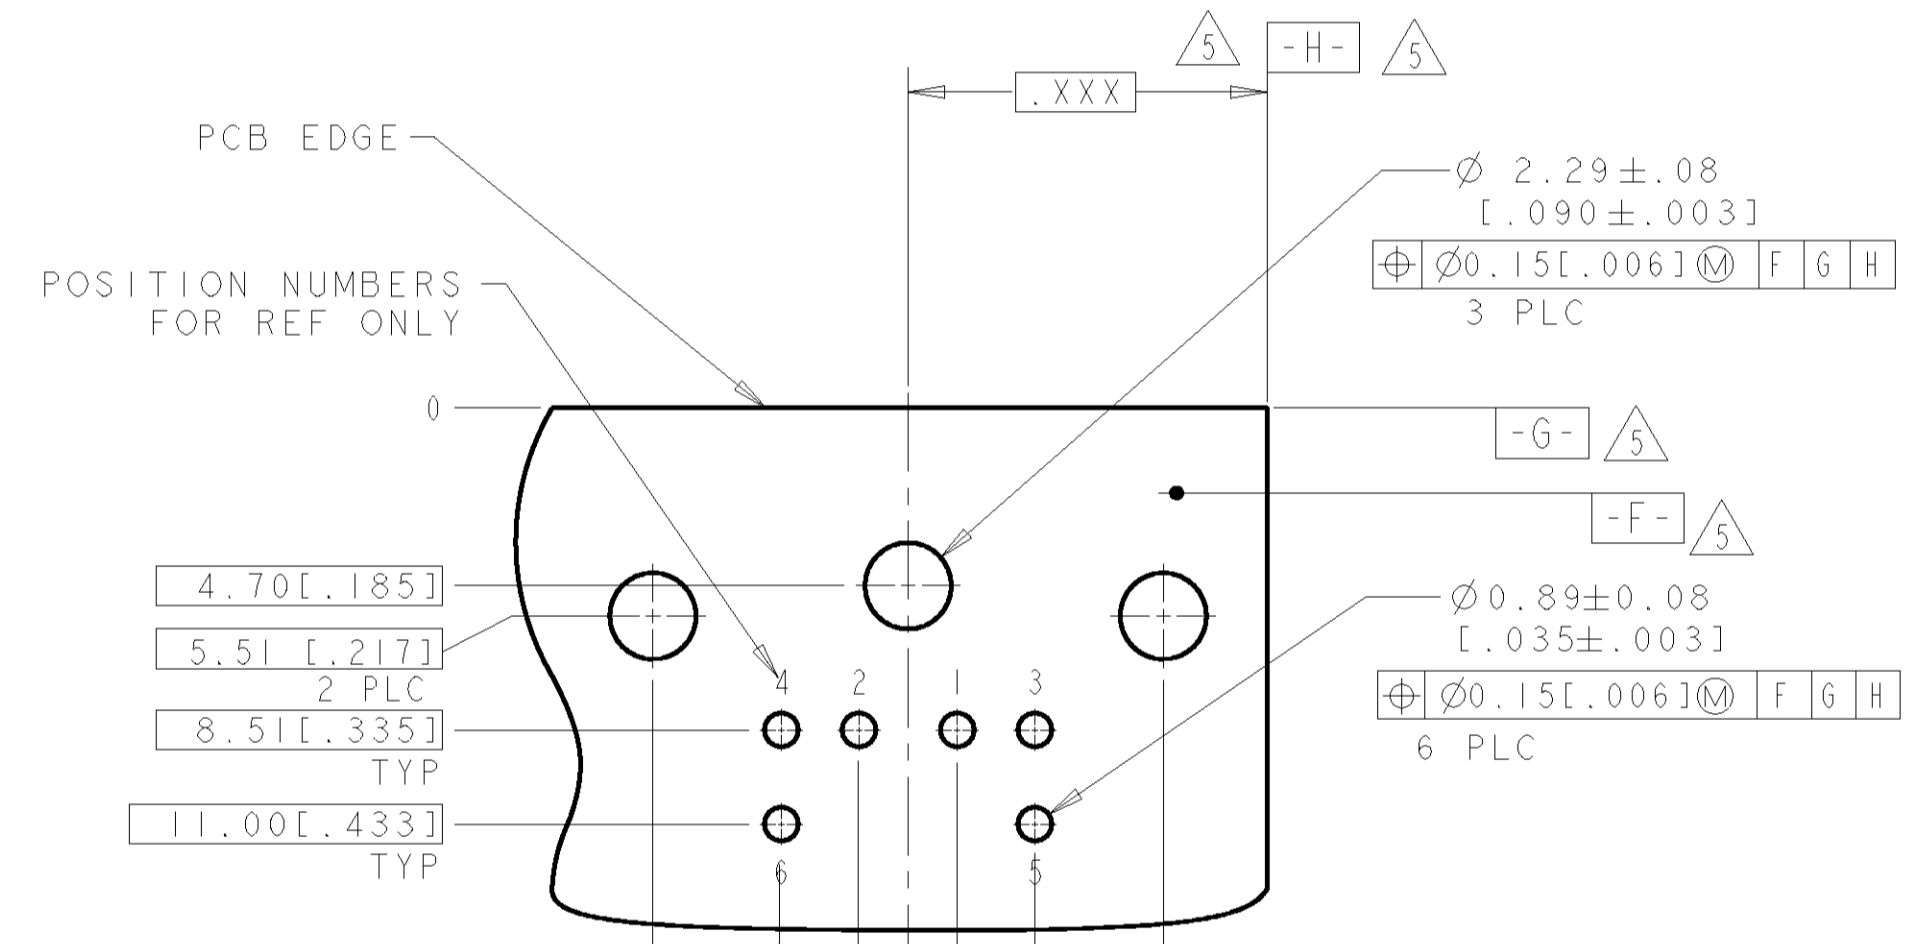 5
-H-
5
.XXX
PCB EDGE
Ø 2.29±.08
[.090±.003]
⌖ Ø0.15[.006]Ⓜ F G H
3 PLC
POSITION NUMBERS
FOR REF ONLY
0
-G-
5
-F-
5
4.70[.185]
5.51 [.217]
2 PLC
Ø0.89±0.08
[.035±.003]
⌖ Ø0.15[.006]Ⓜ F G H
6 PLC
4 2 1 3
8.51[.335]
TYP
11.00[.433]
TYP
6 5